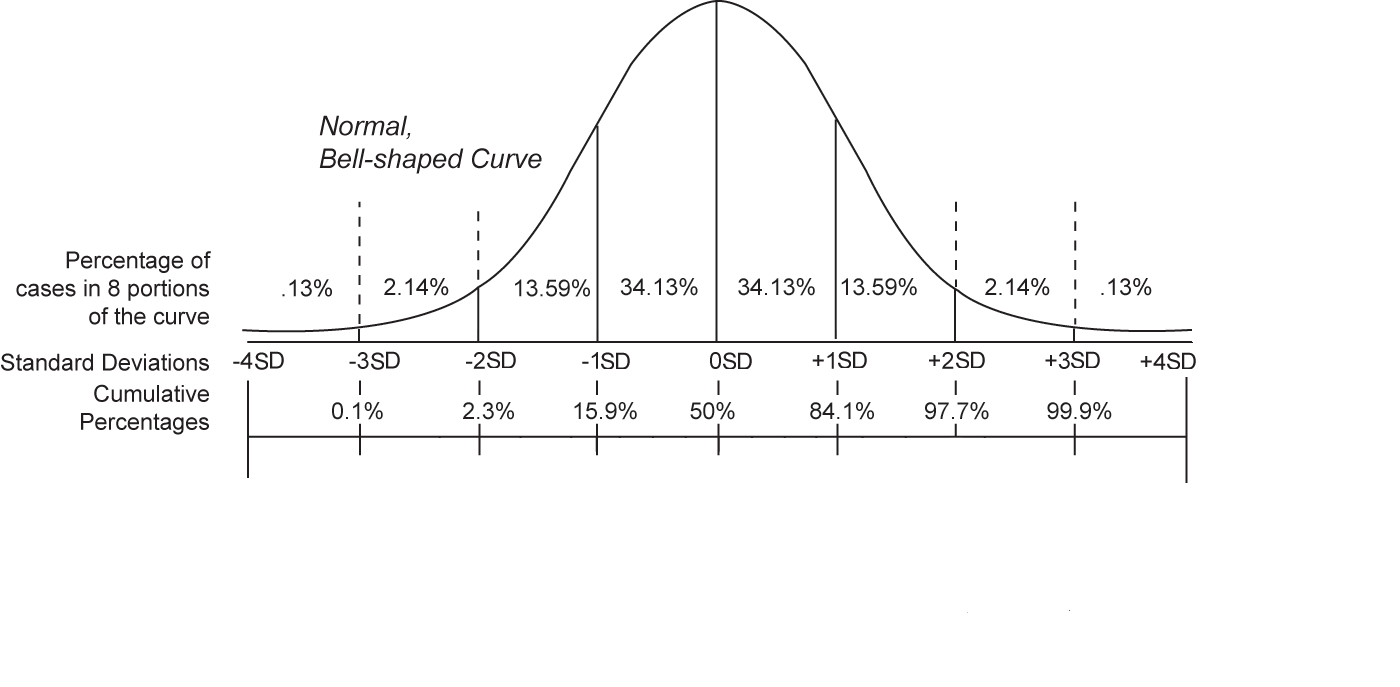 Normal,
Bell-shaped Curve
Percentage of
cases in 8 portions
of the curve
.13% 2.14% 13.59% 34.13% 34.13% 13.59% 2.14% .13%
Standard Deviations -4SD -3SD -2SD -1SD 0SD +1SD +2SD +3SD +4SD
Cumulative
Percentages
0.1% 2.3% 15.9% 50% 84.1% 97.7% 99.9%